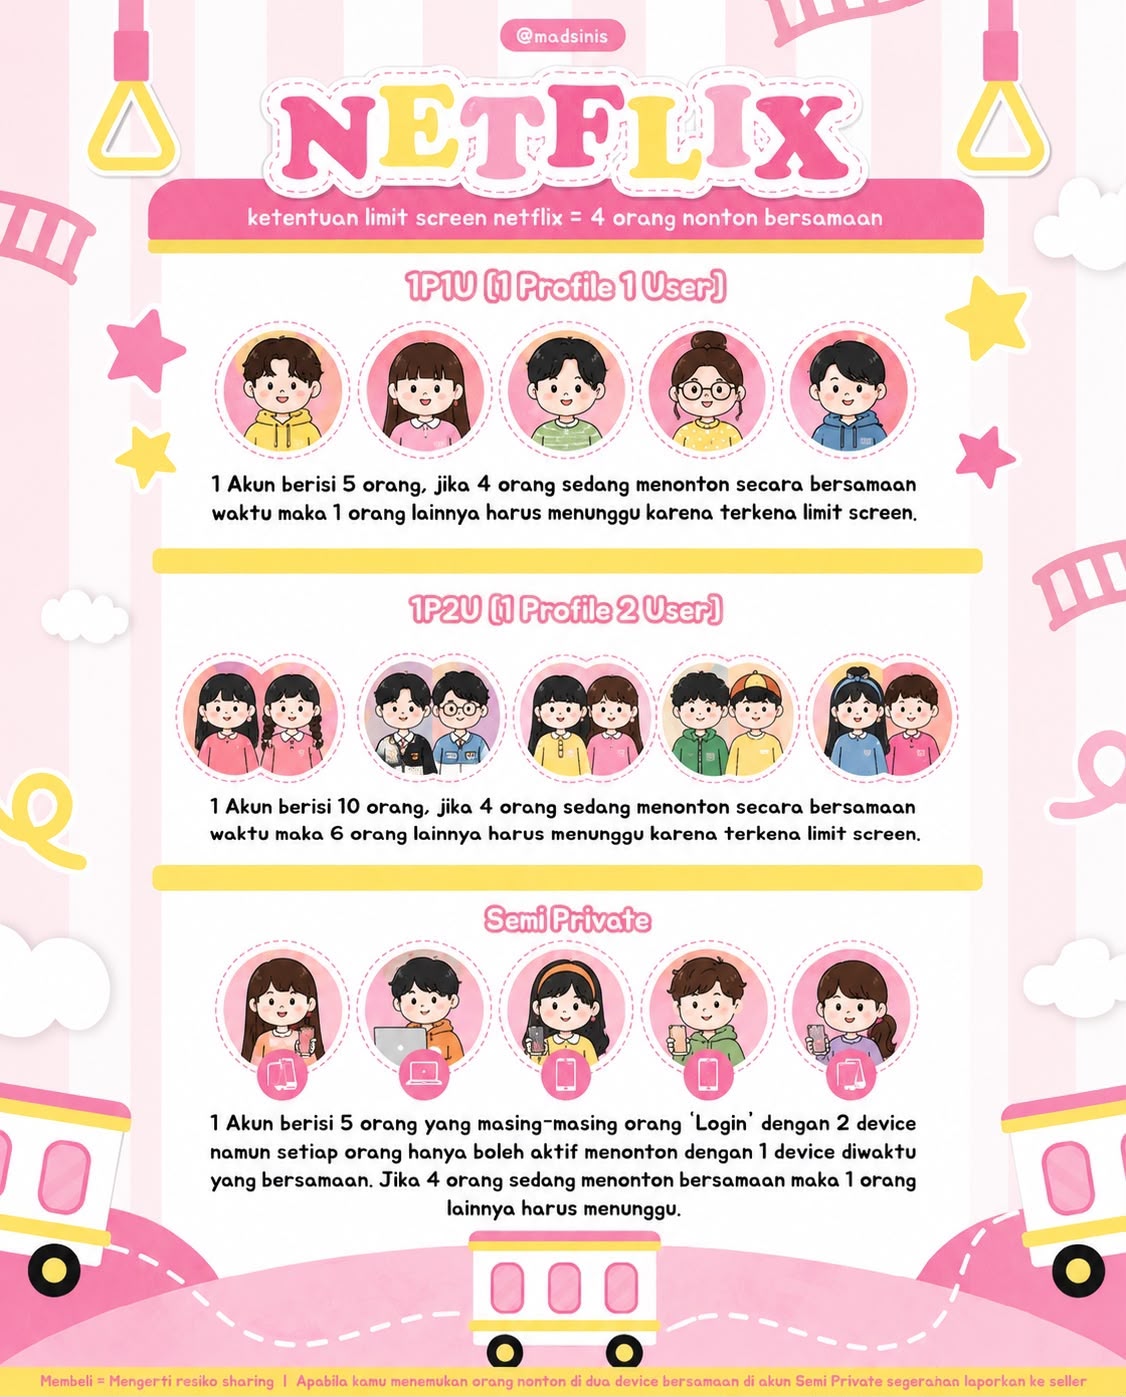 @madsinis
NETFLIX
ketentuan limit screen netflix = 4 orang nonton bersamaan
1P1U (1 Profile 1 User)
1 Akun berisi 5 orang, jika 4 orang sedang menonton secara bersamaan
waktu maka 1 orang lainnya harus menunggu karena terkena limit screen.
1P2U (1 Profile 2 User)
1 Akun berisi 10 orang, jika 4 orang sedang menonton secara bersamaan
waktu maka 6 orang lainnya harus menunggu karena terkena limit screen.
Semi Private
1 Akun berisi 5 orang yang masing-masing orang 'Login' dengan 2 device
namun setiap orang hanya boleh aktif menonton dengan 1 device diwaktu
yang bersamaan. Jika 4 orang sedang menonton bersamaan maka 1 orang
lainnya harus menunggu.
Membeli = Mengerti resiko sharing | Apabila kamu menemukan orang nonton di dua device bersamaan di akun Semi Private segerahan laporkan ke seller